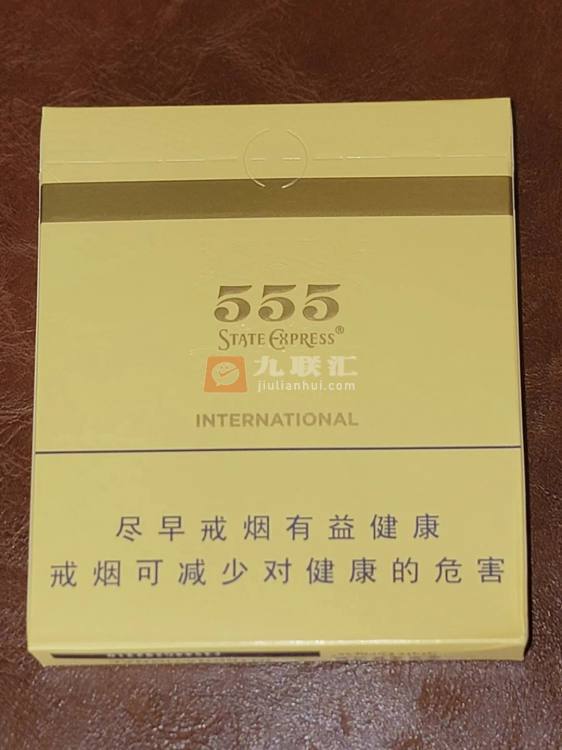 555
STATE EXPRESS®
九联汇
jiulianhui.com
INTERNATIONAL
尽早戒烟有益健康
戒烟可减少对健康的危害